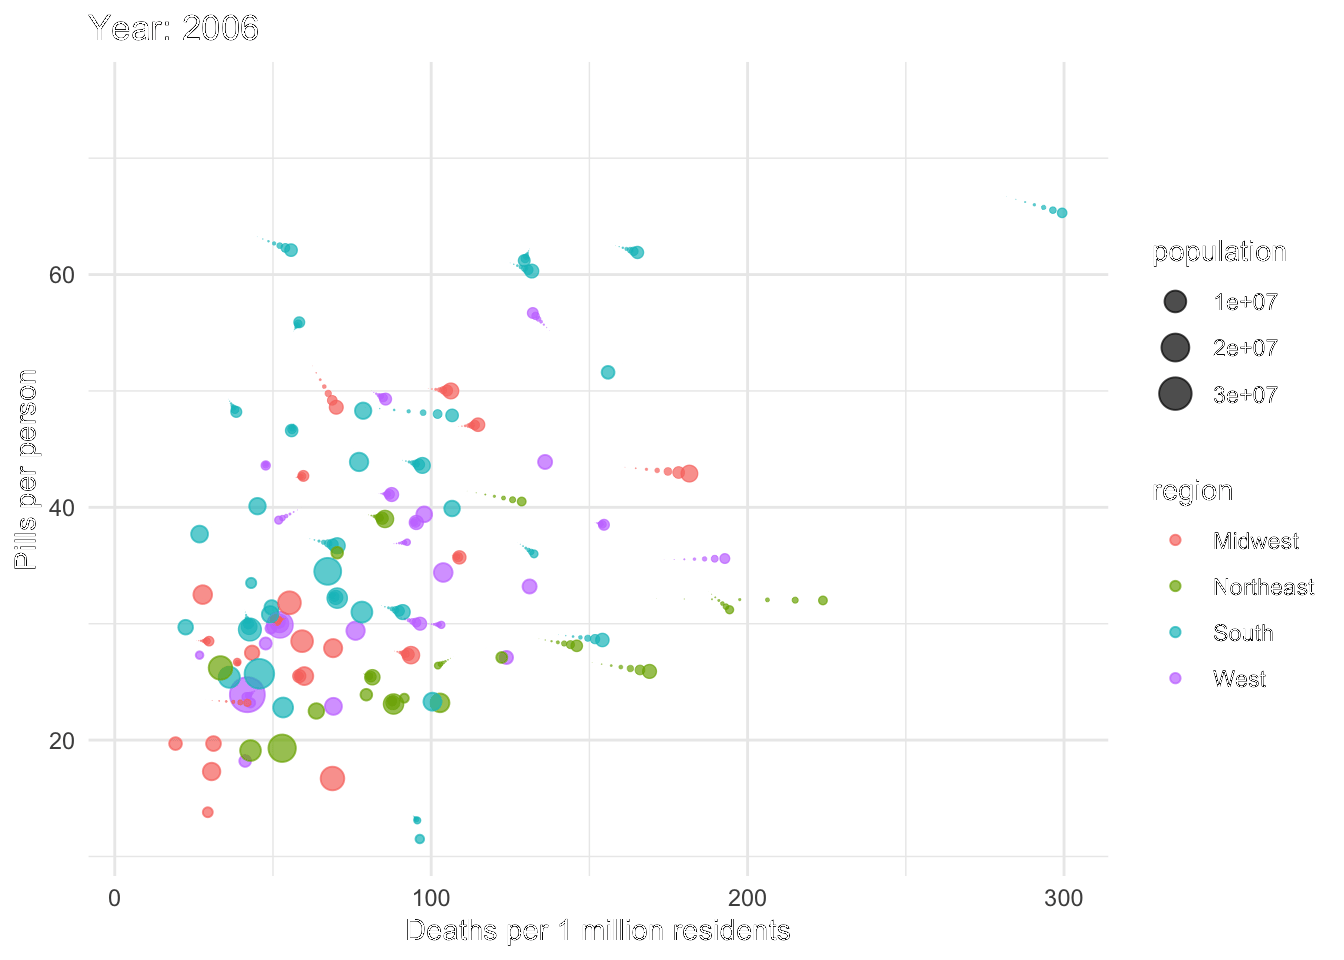 Year: 2006
Pills per person
60
40
20
0
100
200
300
Deaths per 1 million residents
population
1e+07
2e+07
3e+07
region
Midwest
Northeast
South
West